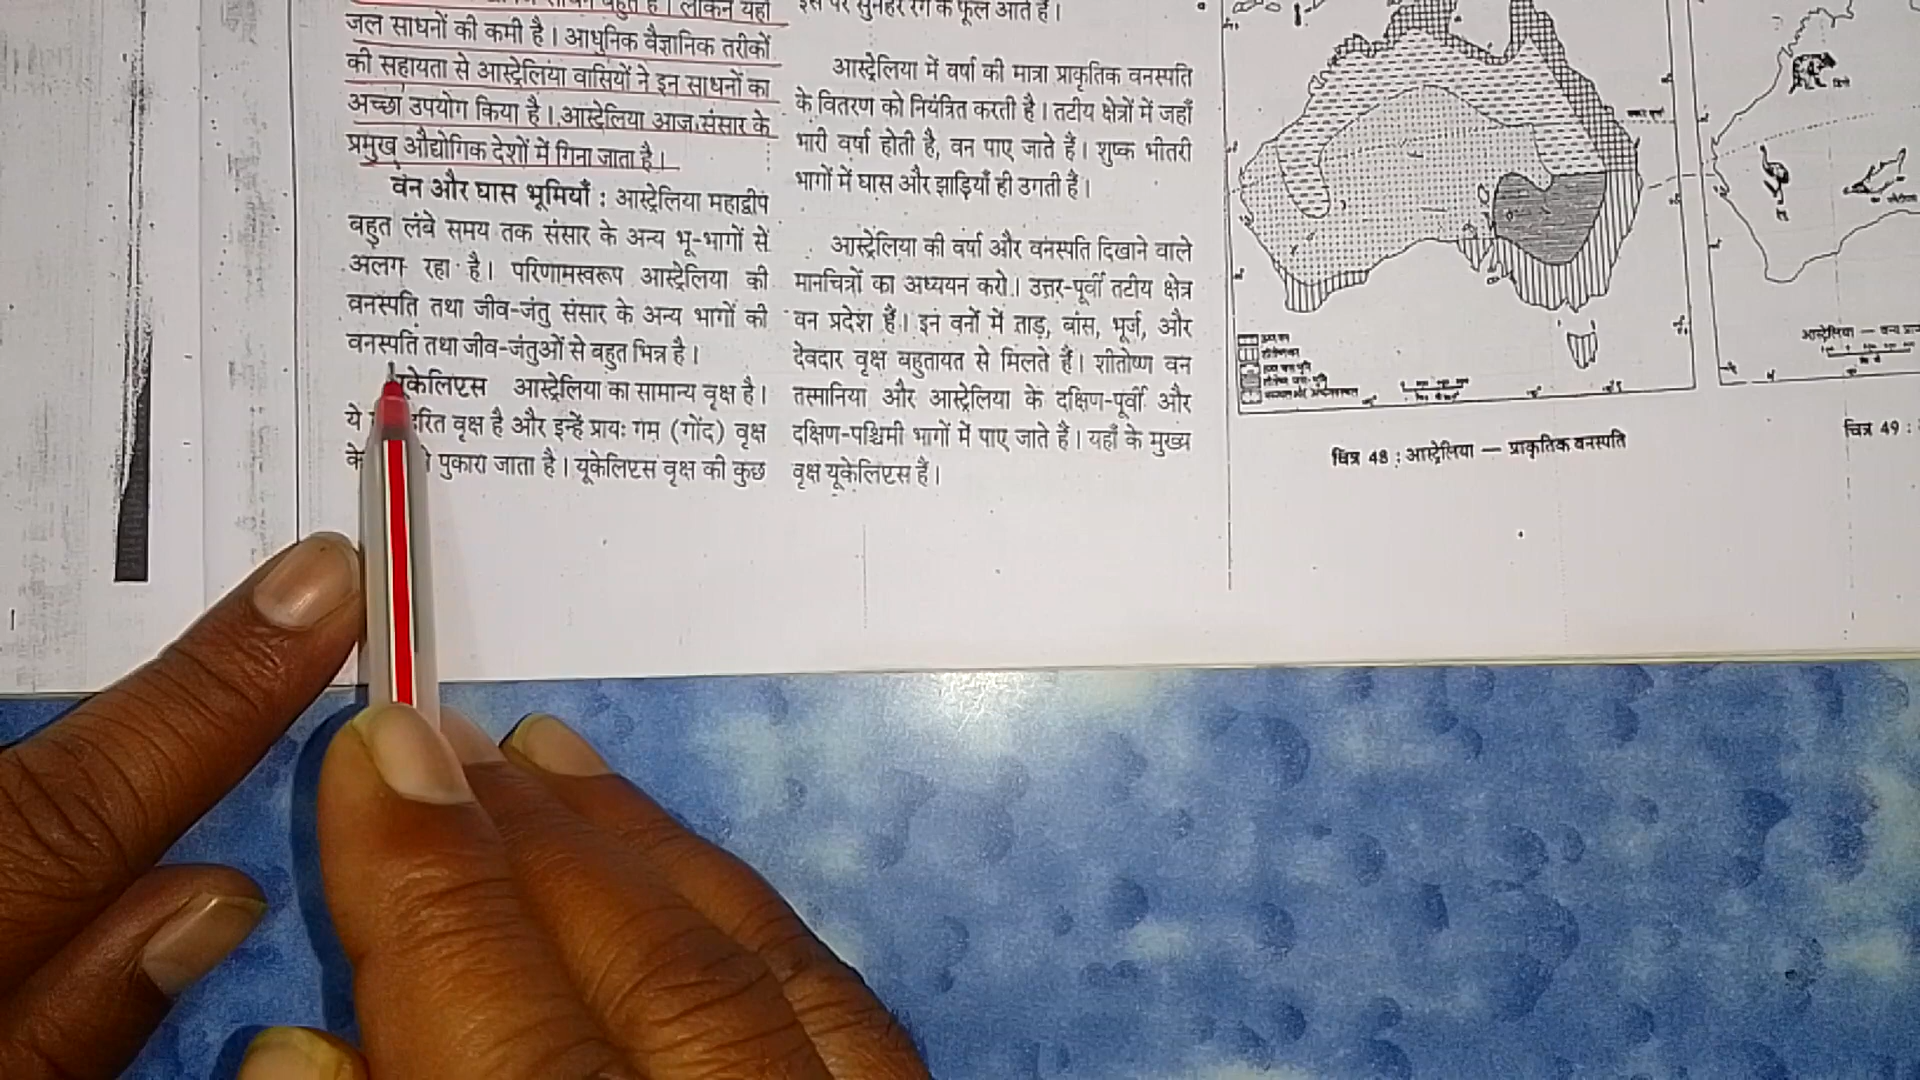 जल साधनों की कमी है। आधुनिक वैज्ञानिक तरीकों
की सहायता से आस्ट्रेलिया वासियों ने इन साधनों का
अच्छा उपयोग किया है। आस्ट्रेलिया आज संसार के
प्रमुख औद्योगिक देशों में गिना जाता है।
वन और घास भूमियाँ : आस्ट्रेलिया महाद्वीप
बहुत लंबे समय तक संसार के अन्य भू-भागों से
अलग रहा है। परिणामस्वरूप आस्ट्रेलिया की
वनस्पति तथा जीव-जंतु संसार के अन्य भागों की
वनस्पति तथा जीव-जंतुओं से बहुत भिन्न है।
यूकेलिप्टस आस्ट्रेलिया का सामान्य वृक्ष है।
ये वृक्ष है और इन्हें प्रायः गम (गोंद) वृक्ष
के पुकारा जाता है। यूकेलिप्टस वृक्ष की कुछ
इस पर सुनहरे रंग के फूल आते हैं।
आस्ट्रेलिया में वर्षा की मात्रा प्राकृतिक वनस्पति
के वितरण को नियंत्रित करती है। तटीय क्षेत्रों में जहाँ
भारी वर्षा होती है, वन पाए जाते हैं। शुष्क भीतरी
भागों में घास और झाड़ियाँ ही उगती हैं।
आस्ट्रेलिया की वर्षा और वनस्पति दिखाने वाले
मानचित्रों का अध्ययन करो। उत्तर-पूर्वी तटीय क्षेत्र
वन प्रदेश हैं। इन वनों में ताड़, बांस, भूर्ज, और
देवदार वृक्ष बहुतायत से मिलते हैं। शीतोष्ण वन
तस्मानिया और आस्ट्रेलिया के दक्षिण-पूर्वी और
दक्षिण-पश्चिमी भागों में पाए जाते हैं। यहाँ के मुख्य
वृक्ष यूकेलिप्टस हैं।
चित्र 48 : आस्ट्रेलिया — प्राकृतिक वनस्पति
आस्ट्रेलिया — वन्य
चित्र 49 :